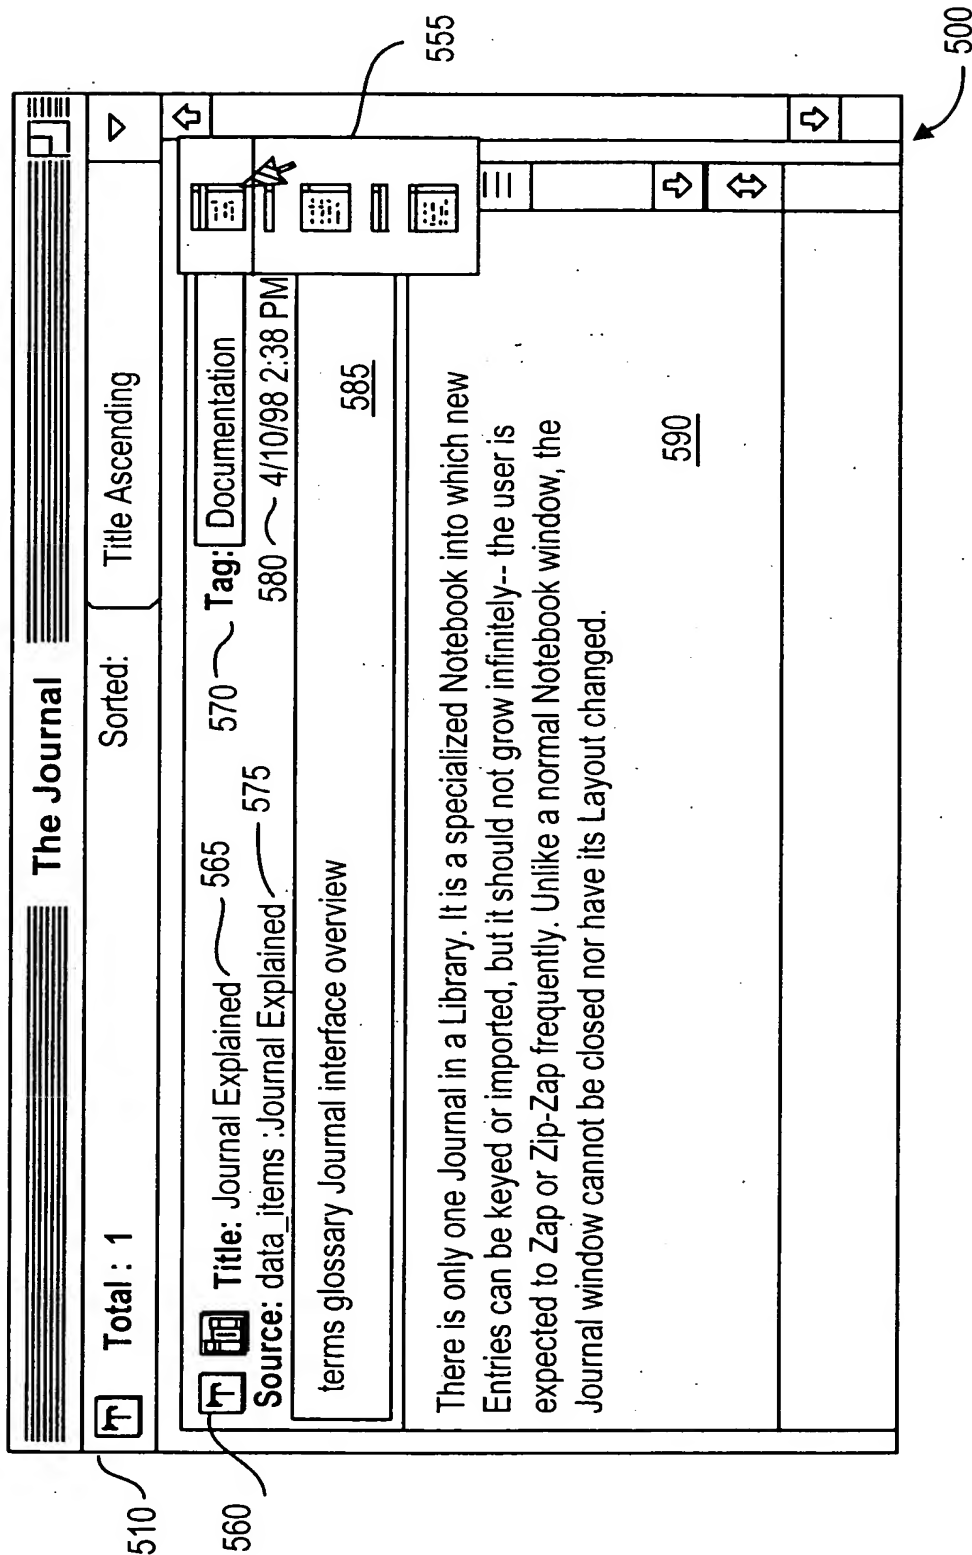 The Journal
510
Total : 1
Sorted:
Title Ascending
560
Title: Journal Explained
565
570
Tag:
Documentation
Source: data_items :Journal Explained
575
580
4/10/98 2:38 PM
555
terms glossary Journal interface overview
585
There is only one Journal in a Library. It is a specialized Notebook into which new
Entries can be keyed or imported, but it should not grow infinitely-- the user is
expected to Zap or Zip-Zap frequently. Unlike a normal Notebook window, the
Journal window cannot be closed nor have its Layout changed.
590
500